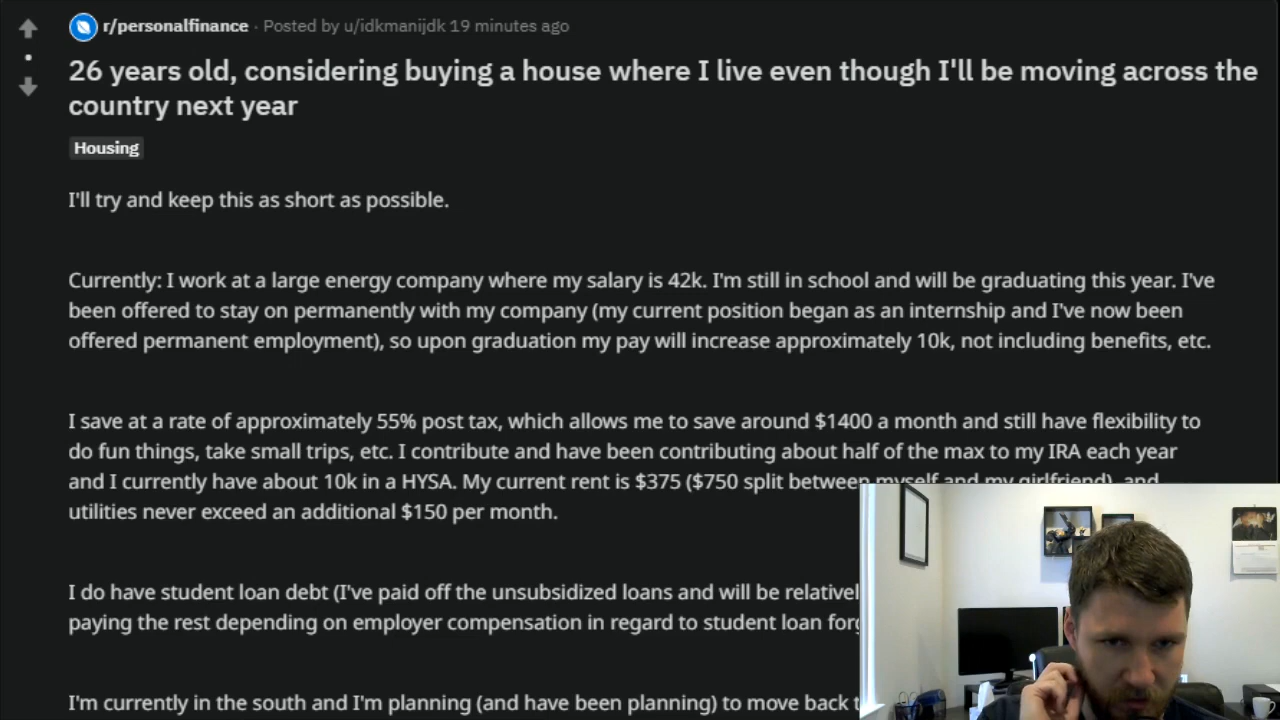 r/personalfinance · Posted by u/idkmanijdk 19 minutes ago
26 years old, considering buying a house where I live even though I'll be moving across the
country next year
Housing
I'll try and keep this as short as possible.
Currently: I work at a large energy company where my salary is 42k. I'm still in school and will be graduating this year. I've
been offered to stay on permanently with my company (my current position began as an internship and I've now been
offered permanent employment), so upon graduation my pay will increase approximately 10k, not including benefits, etc.
I save at a rate of approximately 55% post tax, which allows me to save around $1400 a month and still have flexibility to
do fun things, take small trips, etc. I contribute and have been contributing about half of the max to my IRA each year
and I currently have about 10k in a HYSA. My current rent is $375 ($750 split between myself and my girlfriend), and
utilities never exceed an additional $150 per month.
I do have student loan debt (I've paid off the unsubsidized loans and will be
paying the rest depending on employer compensation in regard to student loan
I'm currently in the south and I'm planning (and have been planning) to move back